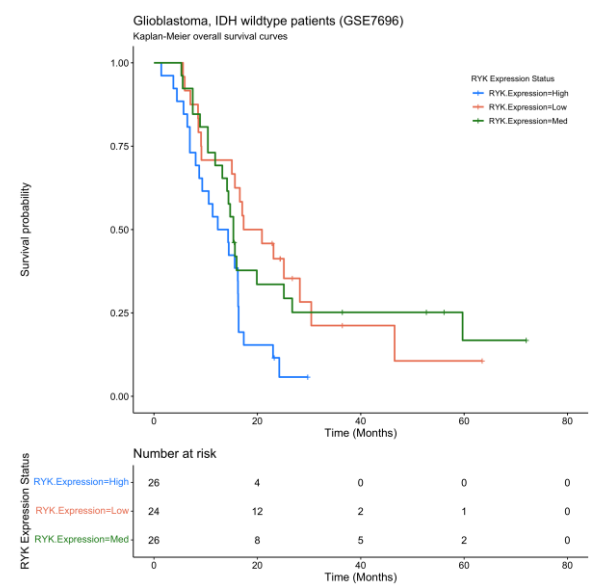 Glioblastoma, IDH wildtype patients (GSE7696)
Kaplan-Meier overall survival curves
RYK Expression Status
RYK.Expression=High
RYK.Expression=Low
RYK.Expression=Med
Survival probability
1.00
0.75
0.50
0.25
0.00
0 20 40 60 80
Time (Months)
Number at risk
RYK Expression Status
RYK.Expression=High 26 4 0 0 0
RYK.Expression=Low 24 12 2 1 0
RYK.Expression=Med 26 8 5 2 0
0 20 40 60 80
Time (Months)